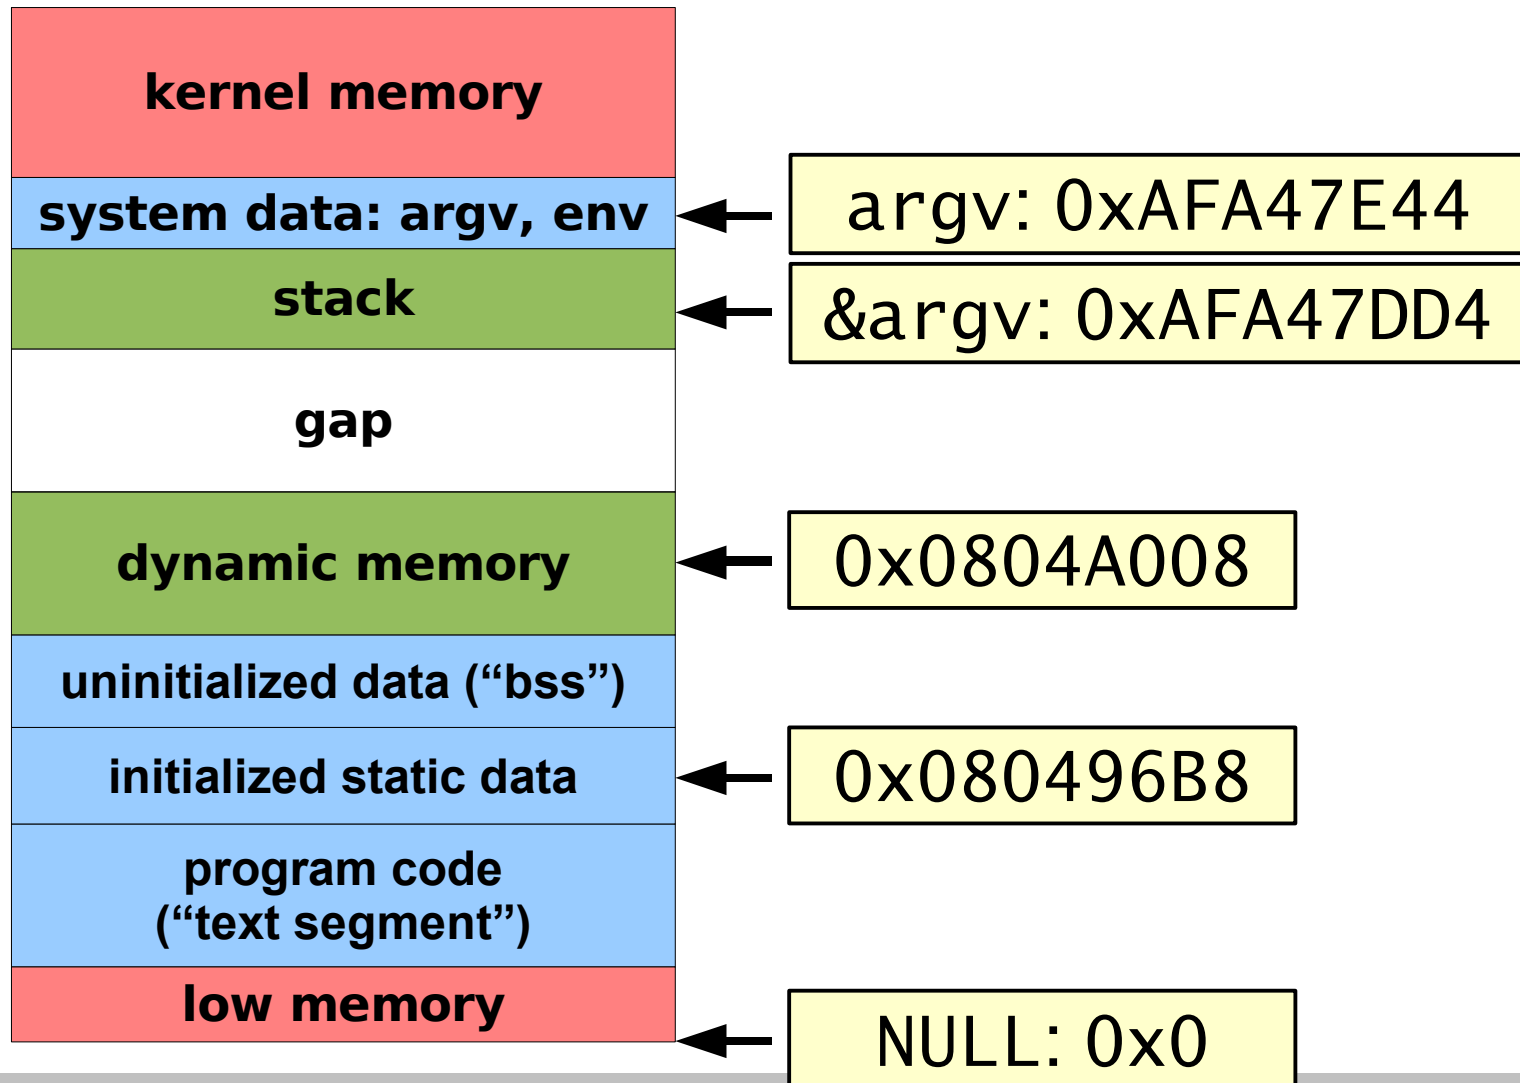 kernel memory
system data: argv, env
argv: 0xAFA47E44
stack
&argv: 0xAFA47DD4
gap
dynamic memory
0x0804A008
uninitialized data (“bss”)
initialized static data
0x080496B8
program code
(“text segment”)
low memory
NULL: 0x0